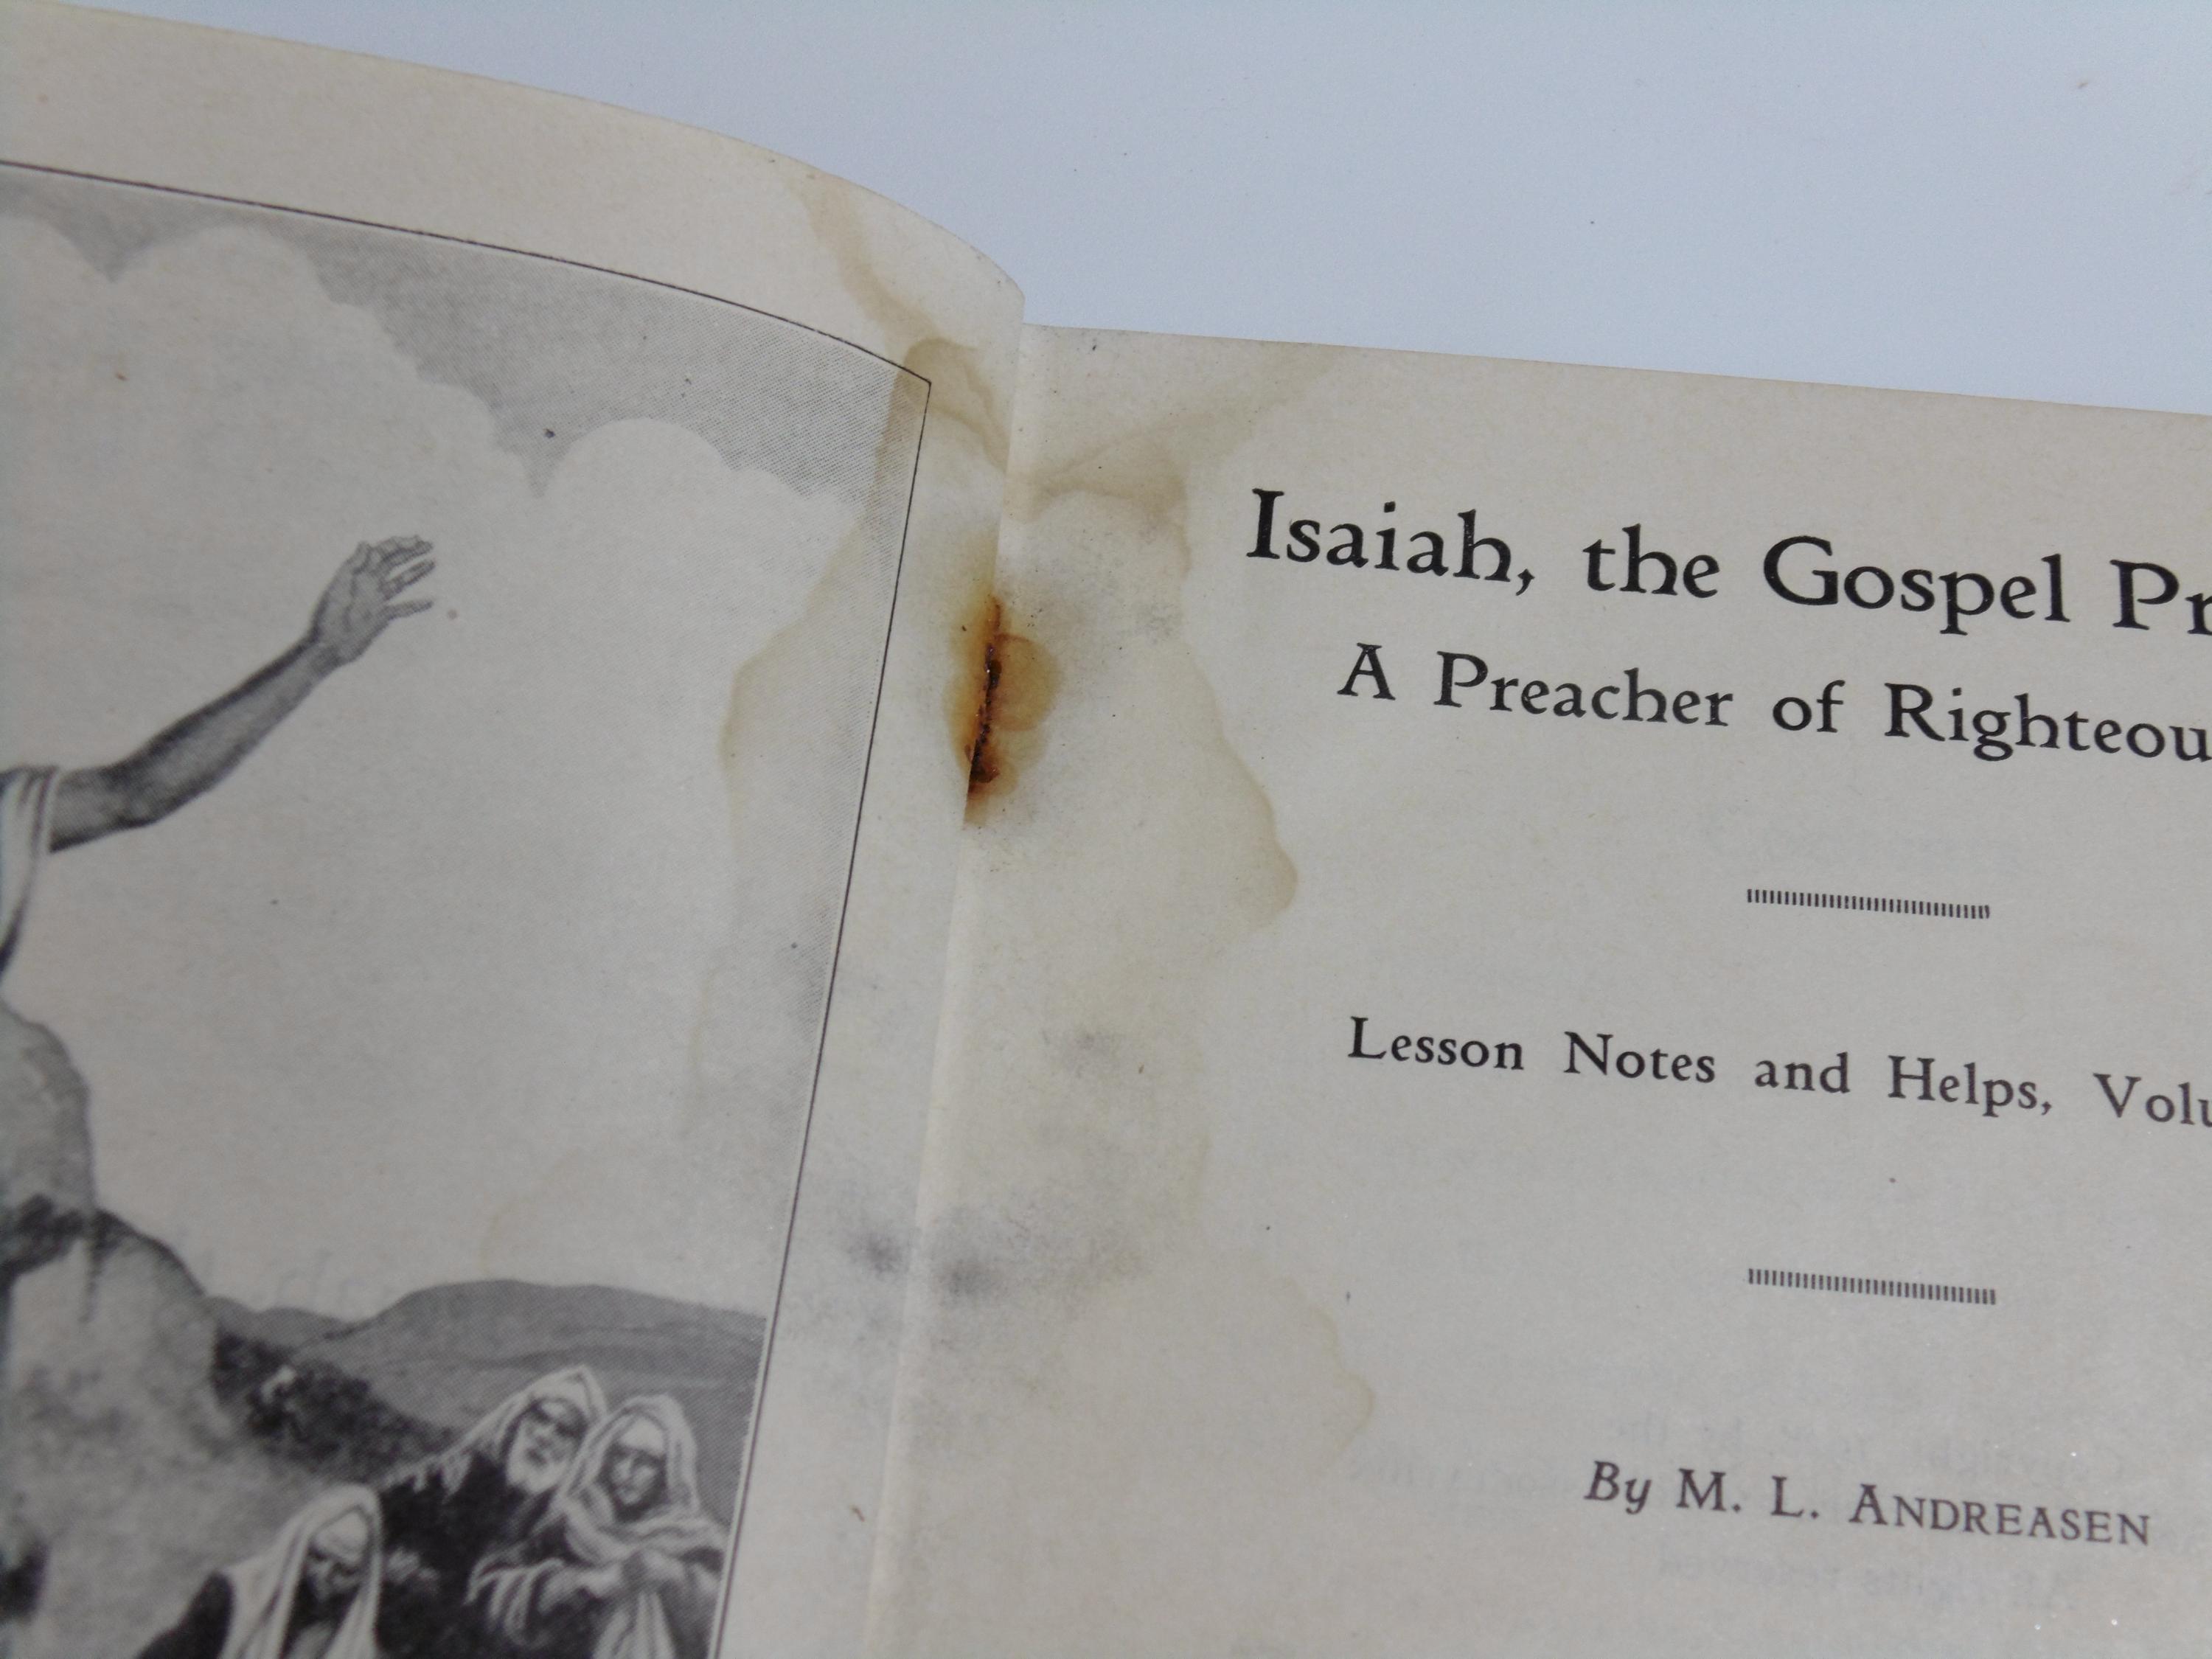 Isaiah, the Gospel Pr
A Preacher of Righteou
Lesson Notes and Helps, Volu
By M. L. ANDREASEN